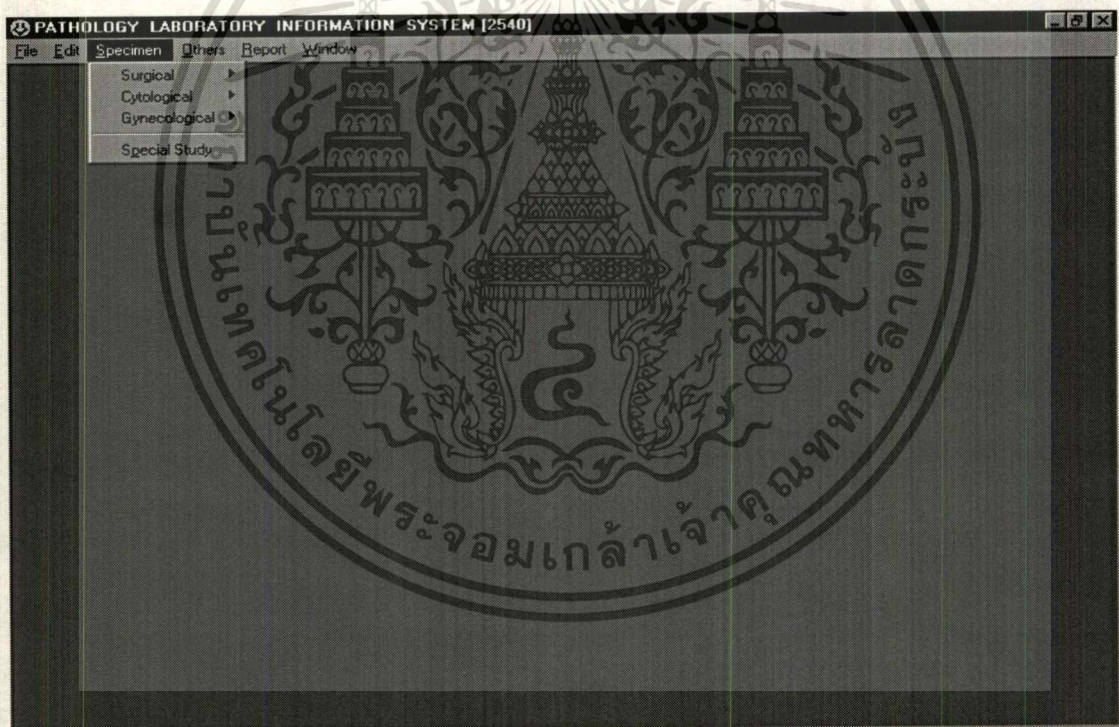 PATHOLOGY LABORATORY INFORMATION SYSTEM [2540]
File Edit Specimen Others Report Window
Surgical
Cytological
Gynecological
Special Study
สถาบันเทคโนโลยีพระจอมเกล้าเจ้าคุณทหารลาดกระบัง